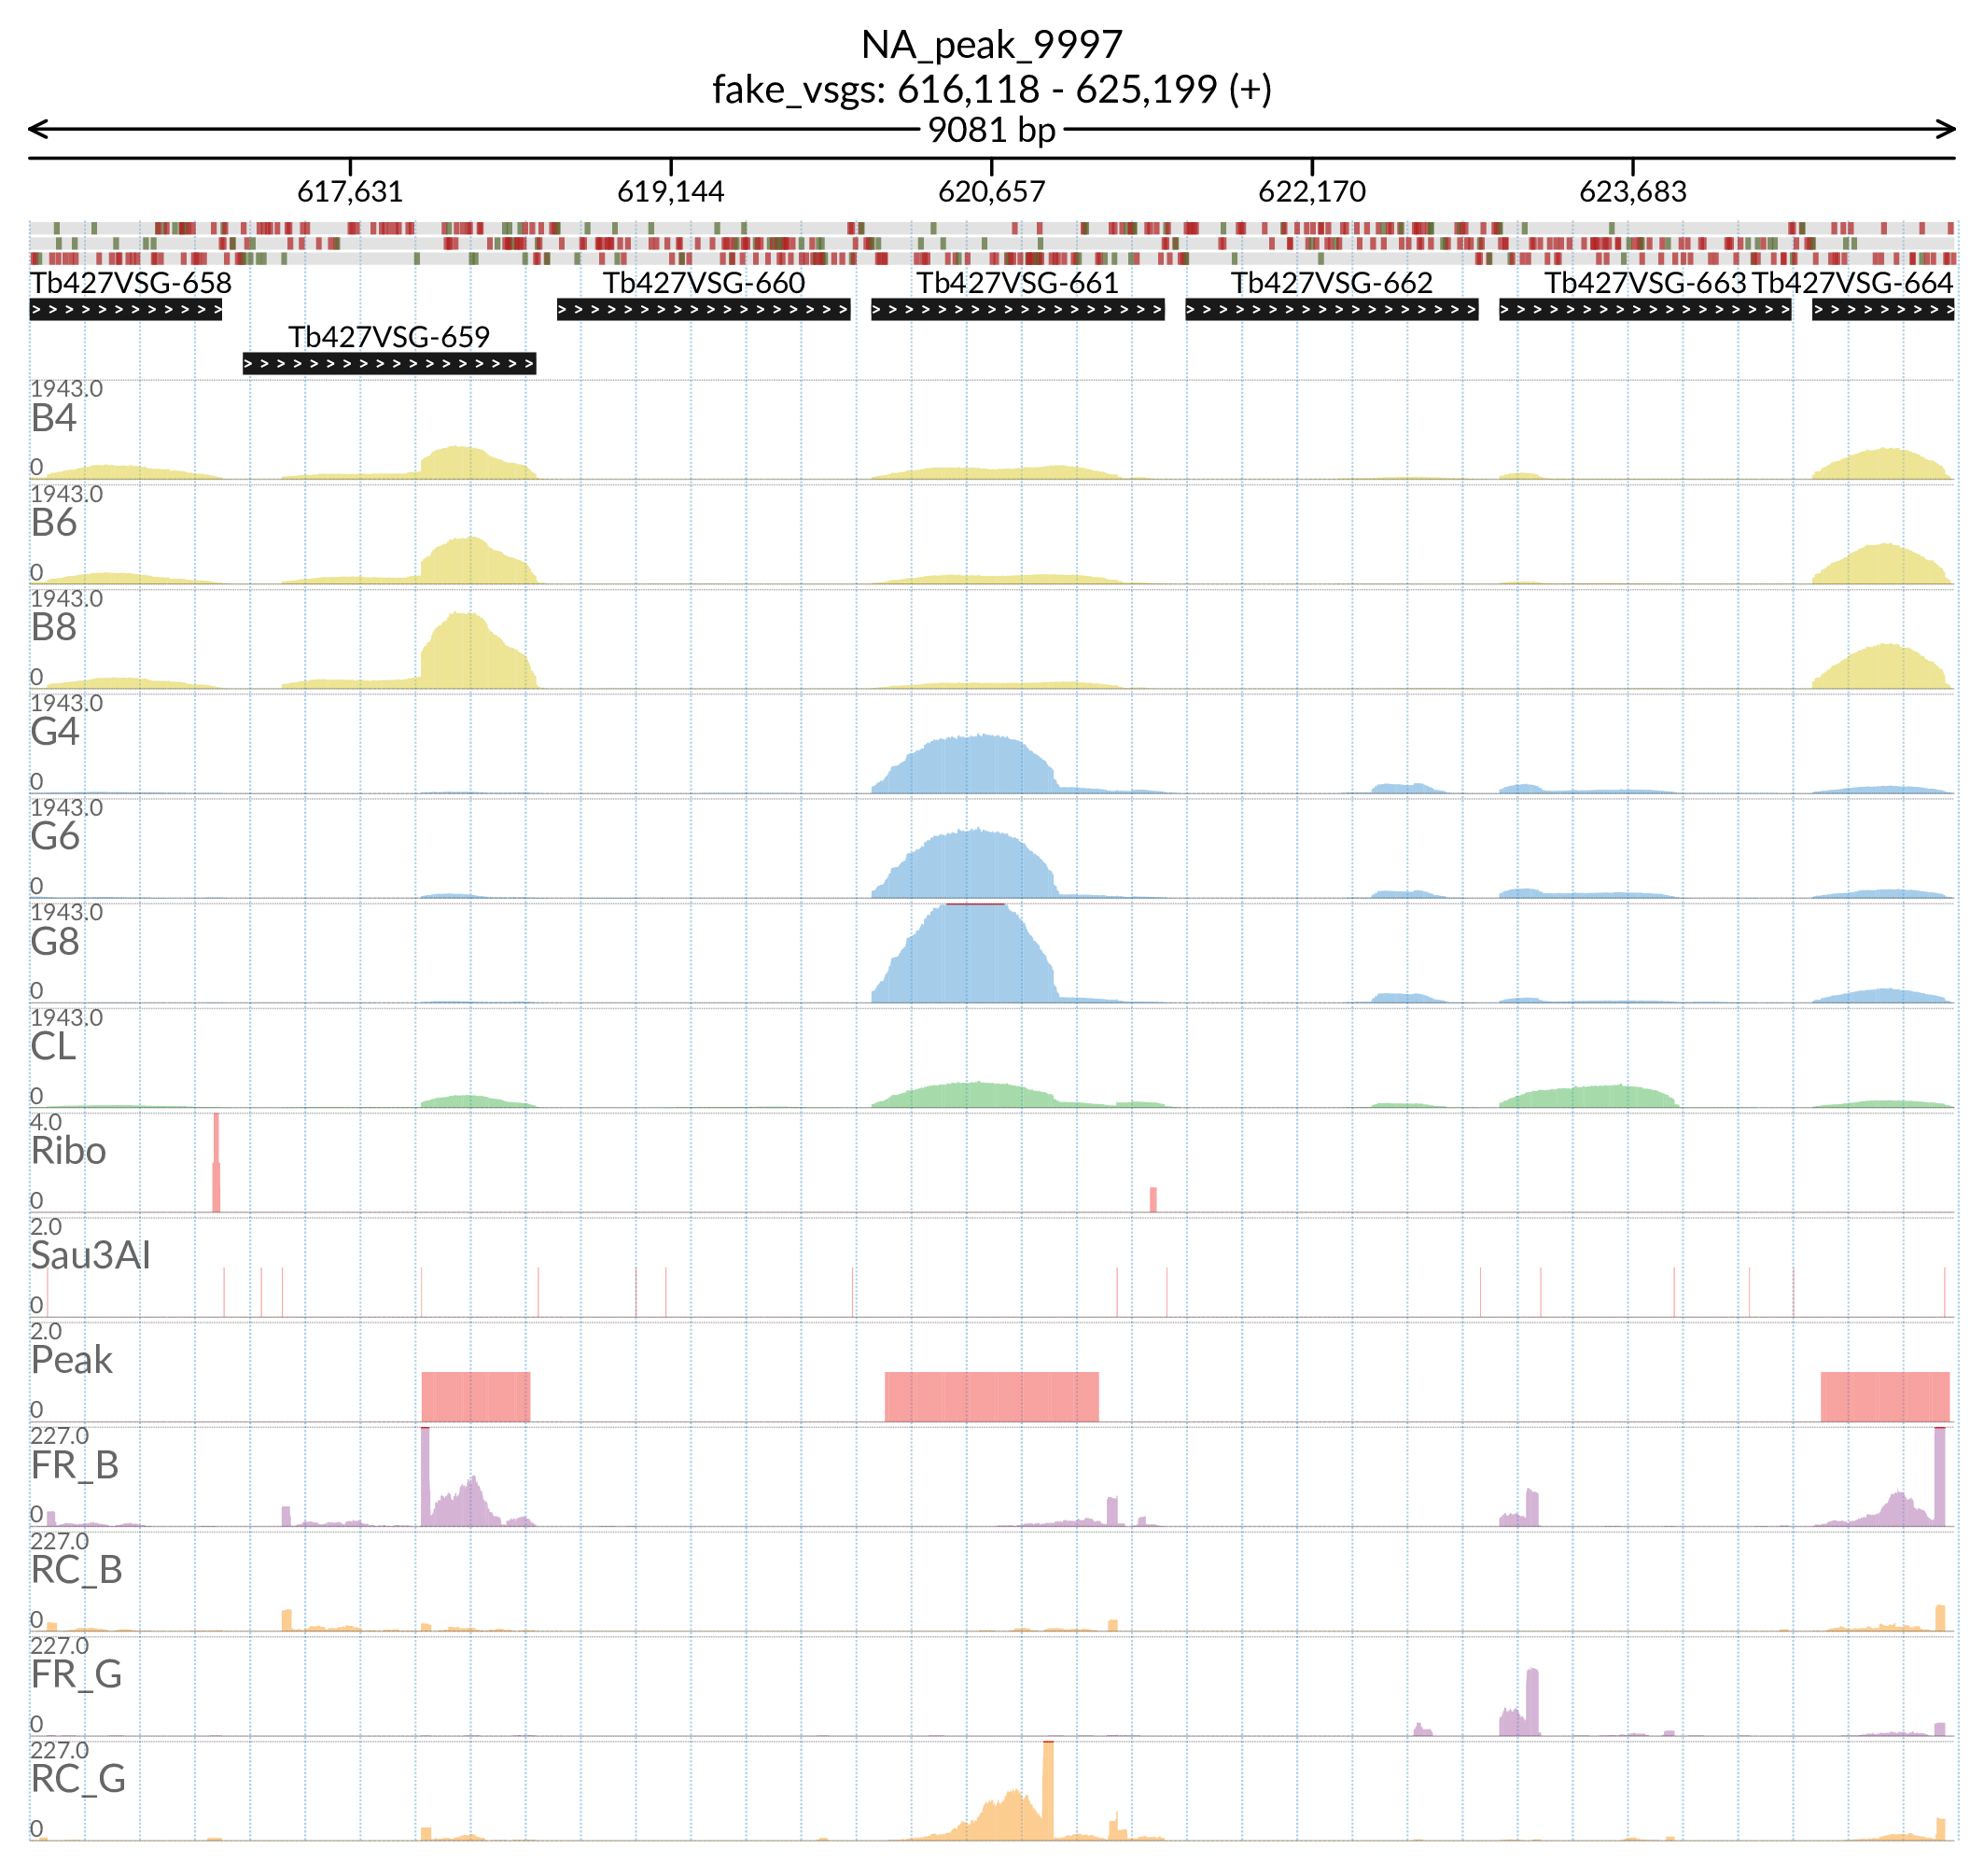 NA_peak_9997
fake_vsgs: 616,118 - 625,199 (+)
9081 bp
617,631 619,144 620,657 622,170 623,683
Tb427VSG-658 Tb427VSG-660 Tb427VSG-661 Tb427VSG-662 Tb427VSG-663 Tb427VSG-664
Tb427VSG-659
1943.0
B4
0
1943.0
B6
0
1943.0
B8
0
1943.0
G4
0
1943.0
G6
0
1943.0
G8
0
1943.0
CL
0
4.0
Ribo
0
2.0
Sau3AI
0
2.0
Peak
0
227.0
FR_B
0
227.0
RC_B
0
227.0
FR_G
0
227.0
RC_G
0